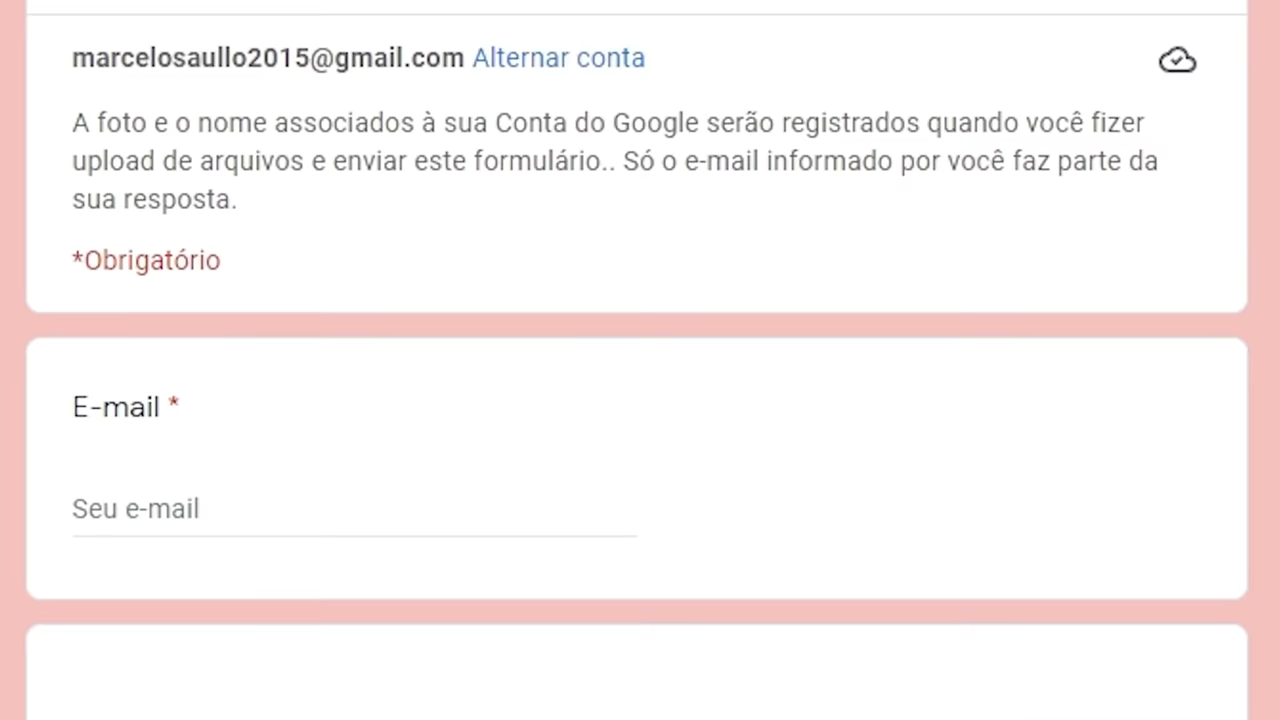 marcelosaullo2015@gmail.com Alternar conta
A foto e o nome associados à sua Conta do Google serão registrados quando você fizer
upload de arquivos e enviar este formulário.. Só o e-mail informado por você faz parte da
sua resposta.
*Obrigatório
E-mail *
Seu e-mail